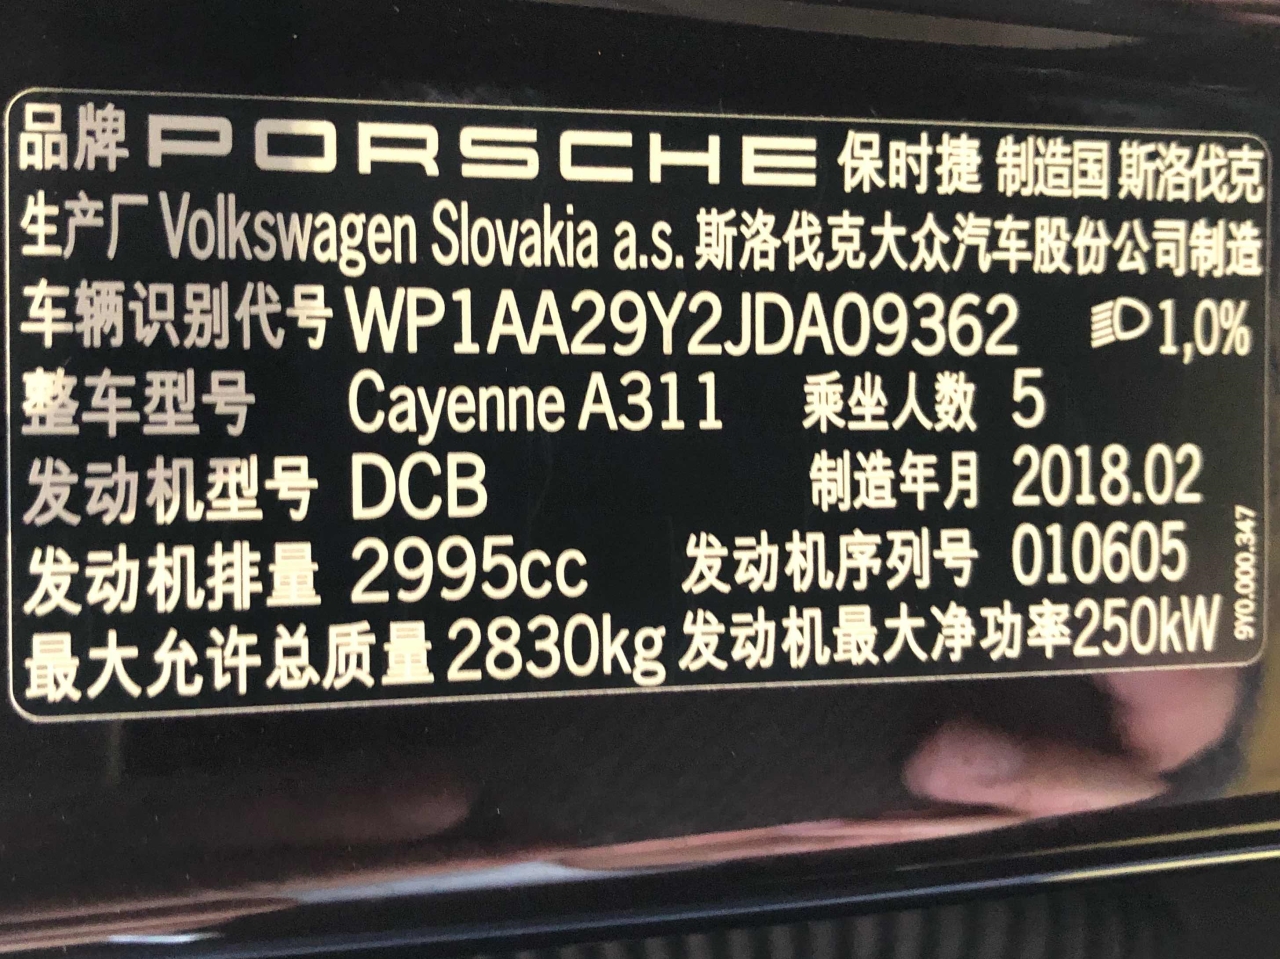 品牌 PORSCHE 保时捷 制造国 斯洛伐克
生产厂 Volkswagen Slovakia a.s. 斯洛伐克大众汽车股份公司制造
车辆识别代号 WP1AA29Y2JDA09362 1,0%
整车型号 Cayenne A311 乘坐人数 5
发动机型号 DCB 制造年月 2018.02
发动机排量 2995cc 发动机序列号 010605
最大允许总质量 2830kg 发动机最大净功率250kW
9Y0.000.347